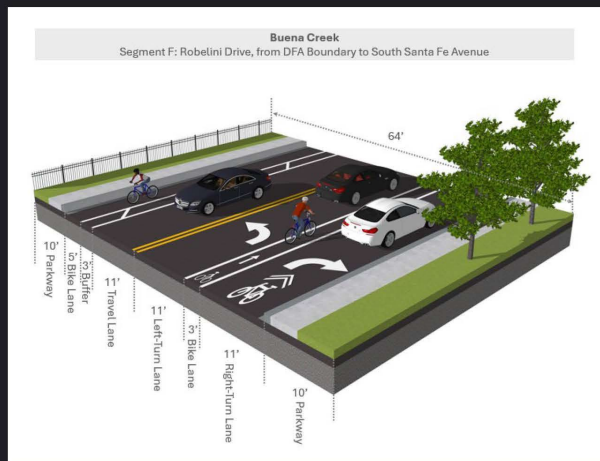 Buena Creek
Segment F: Robelini Drive, from DFA Boundary to South Santa Fe Avenue
64'
10' Parkway
5' Bike Lane
3' Buffer
11' Travel Lane
11' Left-Turn Lane
3' Bike Lane
11' Right-Turn Lane
10' Parkway